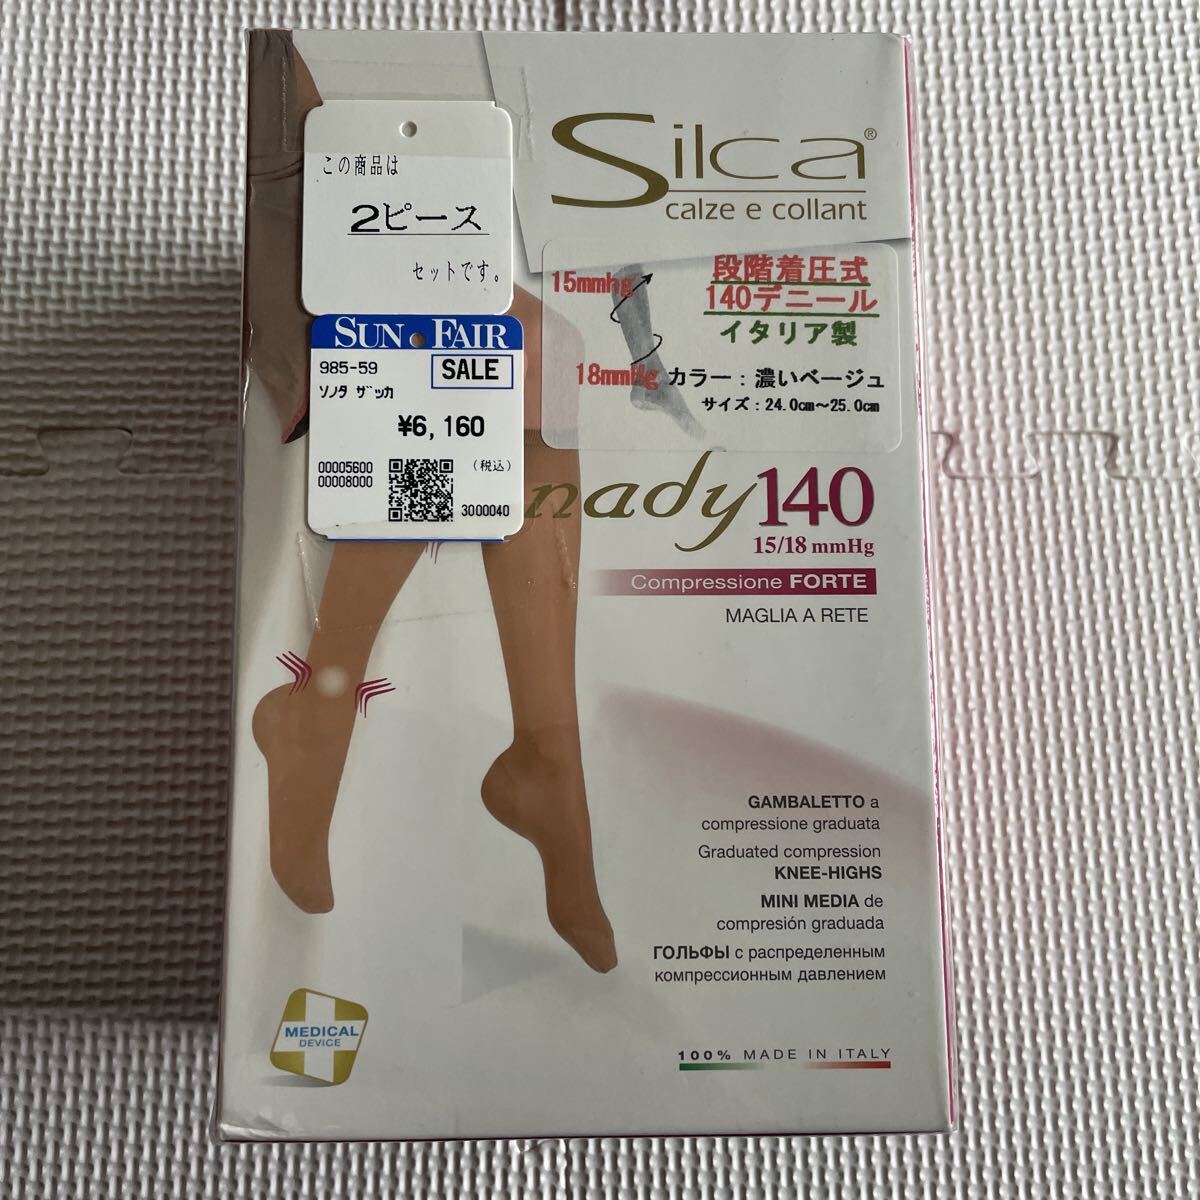 この商品は
2ピース
セットです。
SUN FAIR
985-59
SALE
ソノタ ザッカ
¥6,160
(税込)
00005600
00008000
3000040
Silca®
calze e collant
15mmhg
段階着圧式
140デニール
イタリア製
18mmHg
カラー：濃いベージュ
サイズ：24.0cm～25.0cm
nady 140
15/18 mmHg
Compressione FORTE
MAGLIA A RETE
GAMBALETTO a
compressione graduata
Graduated compression
KNEE-HIGHS
MINI MEDIA de
compresión graduada
ГОЛЬФЫ с распределенным
компрессионным давлением
MEDICAL
DEVICE
100% MADE IN ITALY